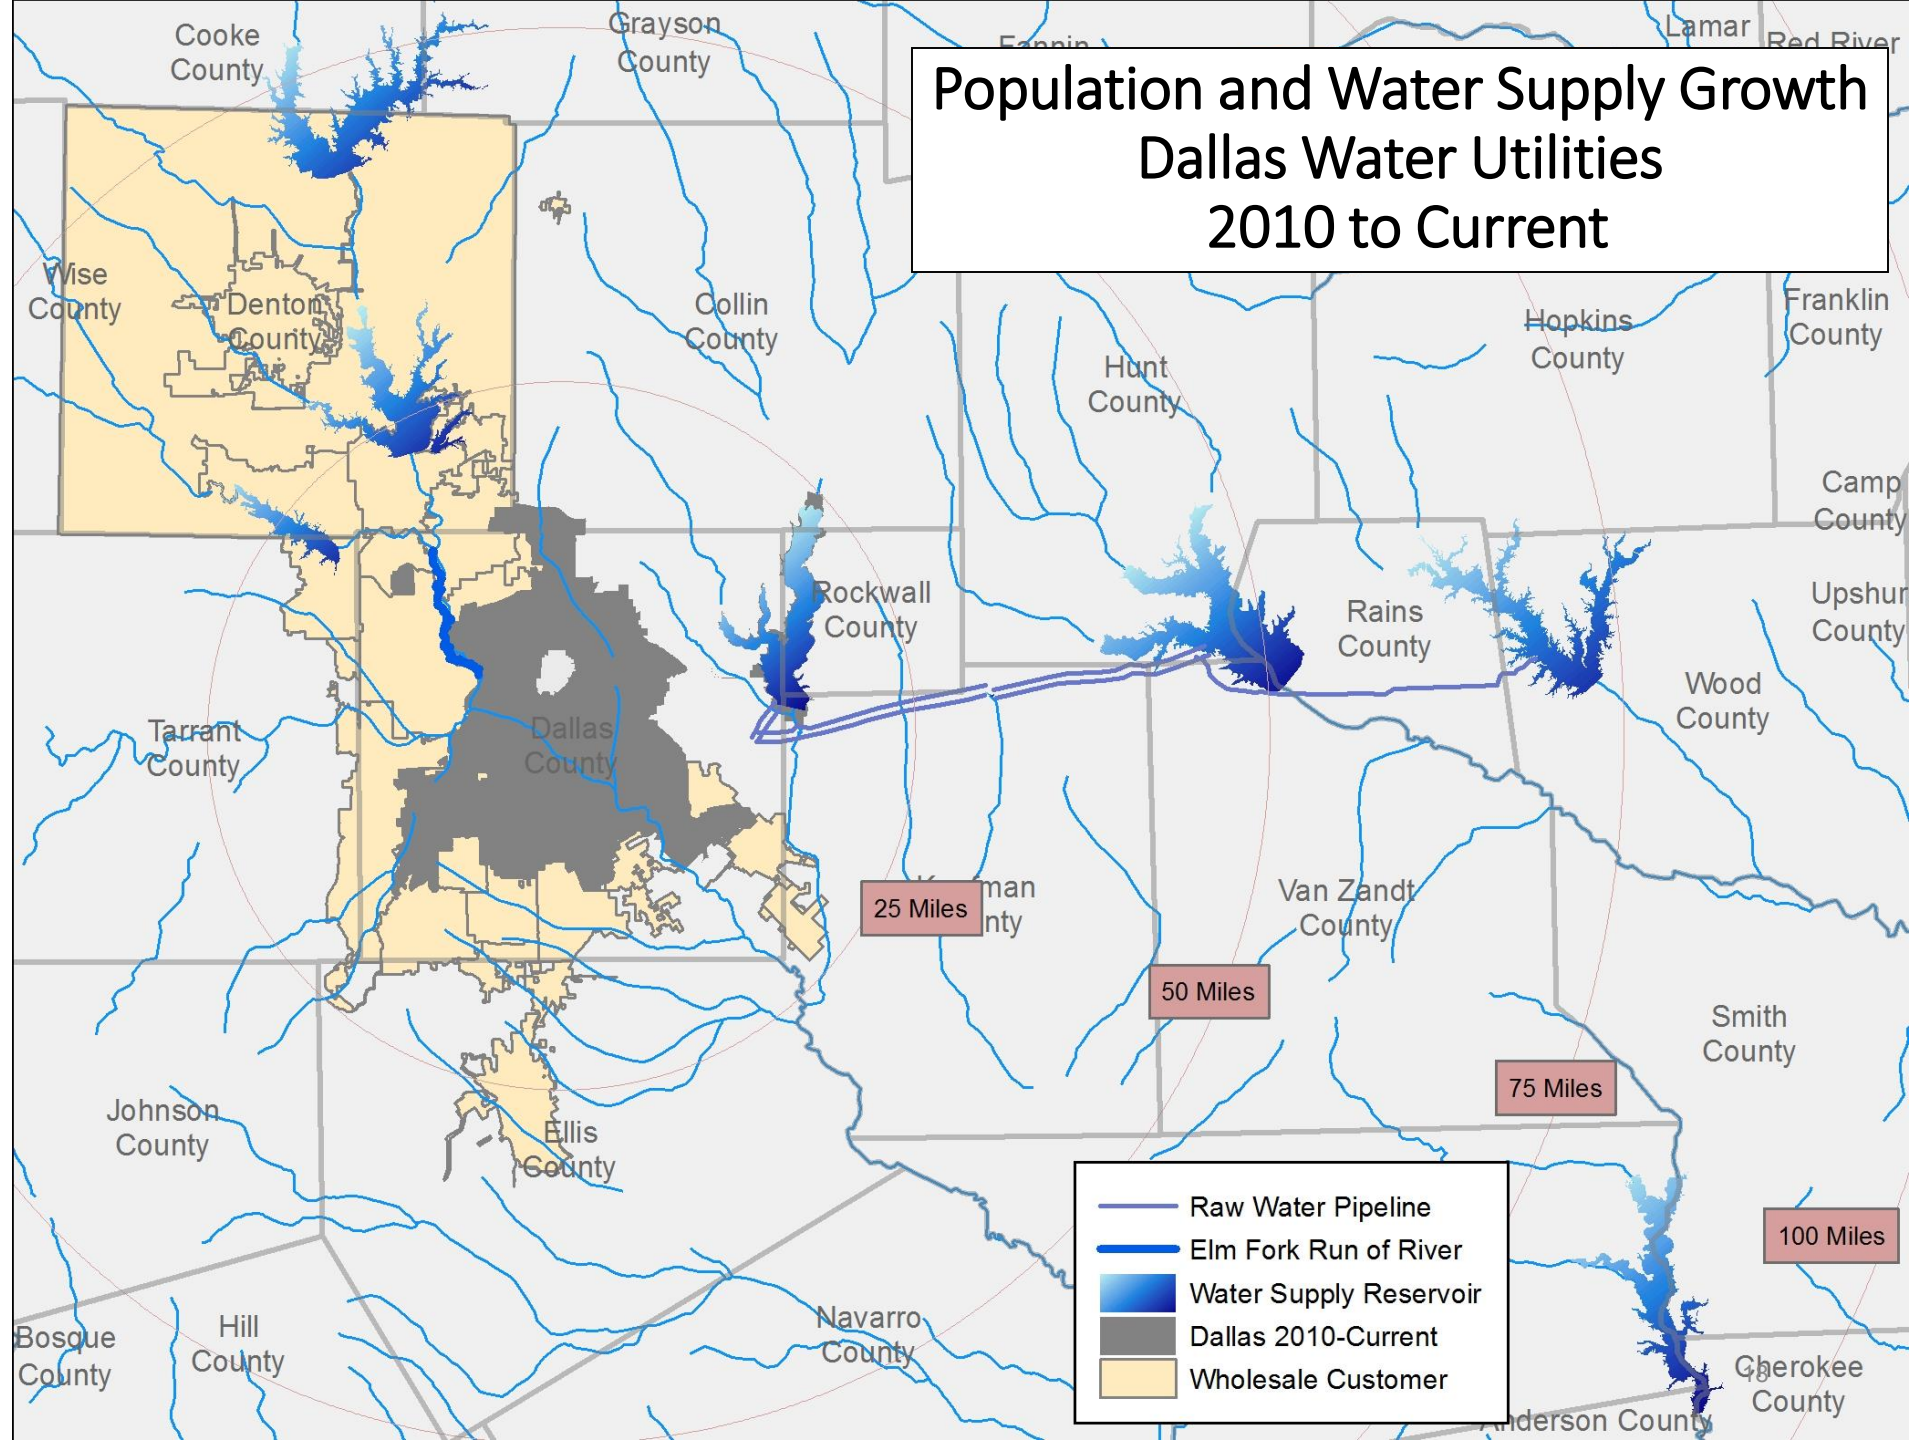 Population and Water Supply Growth
Dallas Water Utilities
2010 to Current
Cooke
County
Grayson
County
Fannin
Lamar
Red River
Wise
County
Denton
County
Collin
County
Hunt
County
Hopkins
County
Franklin
County
Camp
County
Upshur
County
Rockwall
County
Rains
County
Wood
County
Tarrant
County
Dallas
County
25 Miles
Van Zandt
County
50 Miles
Smith
County
75 Miles
Johnson
County
Ellis
County
100 Miles
Raw Water Pipeline
Elm Fork Run of River
Water Supply Reservoir
Dallas 2010-Current
Wholesale Customer
Bosque
County
Hill
County
Navarro
County
18
Cherokee
County
Anderson County